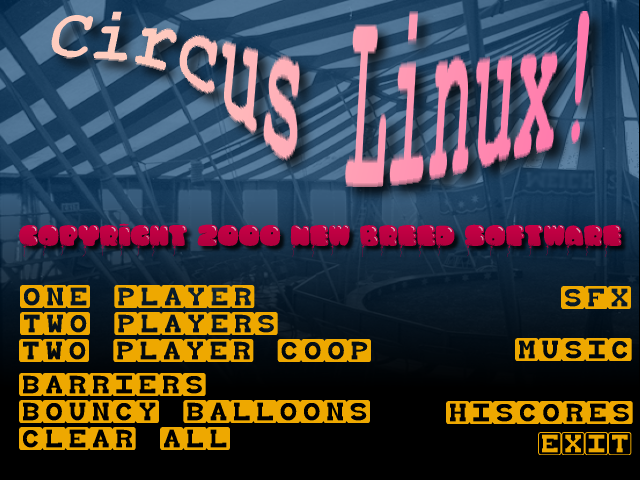 Circus Linux!
COPYRIGHT 2000 NEW BREED SOFTWARE
ONE PLAYER
TWO PLAYERS
TWO PLAYER COOP
BARRIERS
BOUNCY BALLOONS
CLEAR ALL
SFX
MUSIC
HISCORES
EXIT